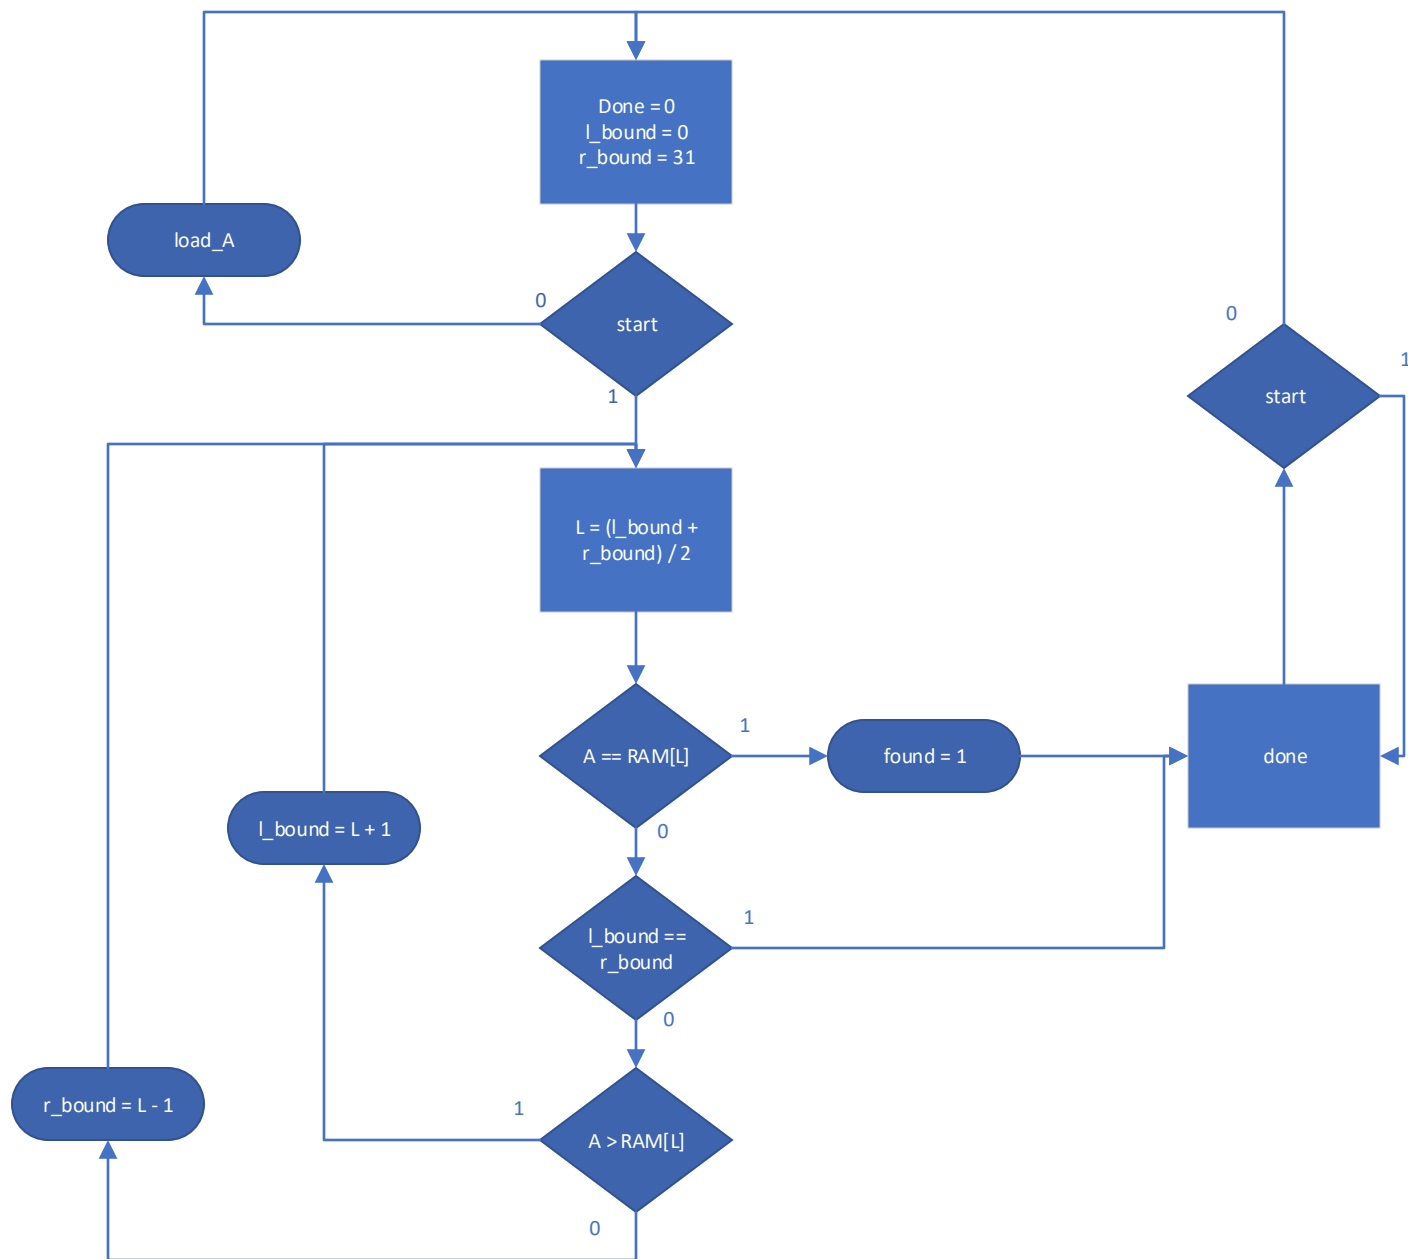 Done = 0
l_bound = 0
r_bound = 31
load_A
0
start
1
0
start
1
L = (l_bound +
r_bound) / 2
A == RAM[L]
1
found = 1
done
0
l_bound = L + 1
l_bound ==
r_bound
1
0
r_bound = L - 1
1
A > RAM[L]
0